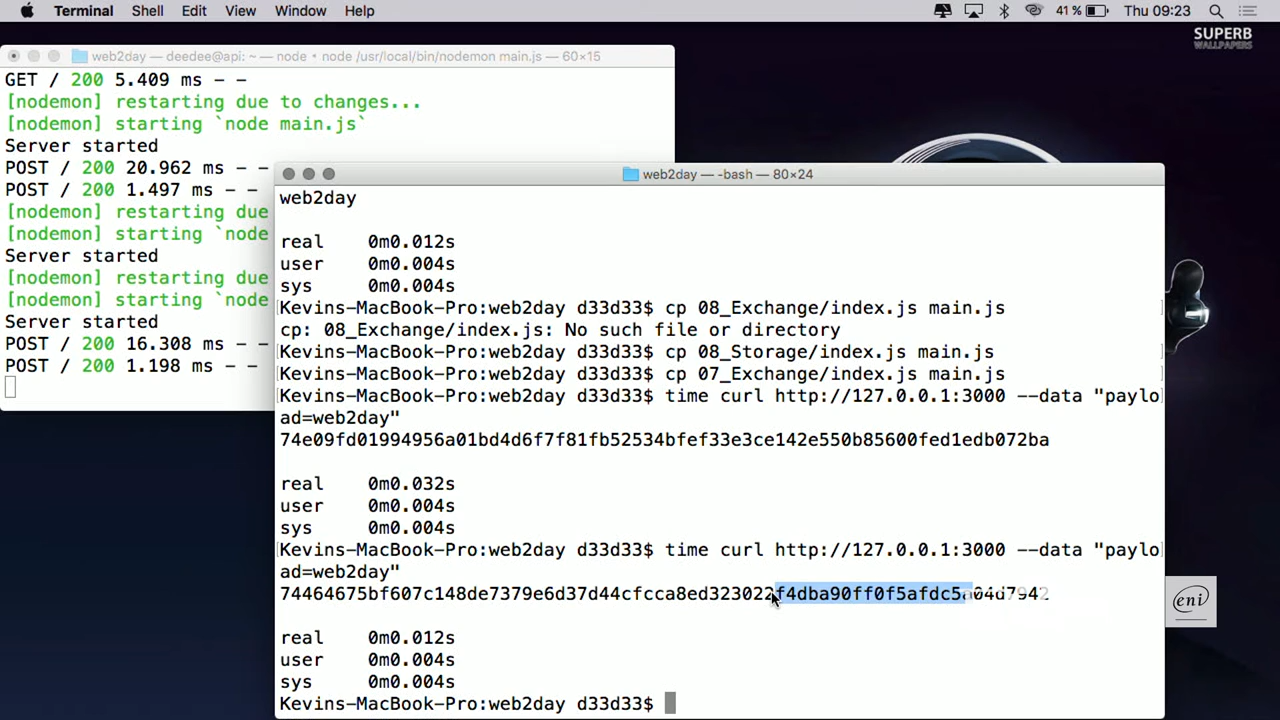 Terminal Shell Edit View Window Help 41 % Thu 09:23
SUPERB
WALLPAPERS
web2day — deedee@api: ~ — node • node /usr/local/bin/nodemon main.js — 60×15
GET / 200 5.409 ms - -
[nodemon] restarting due to changes...
[nodemon] starting `node main.js`
Server started
POST / 200 20.962 ms - -
POST / 200 1.497 ms - -
[nodemon] restarting due
[nodemon] starting `node
Server started
[nodemon] restarting due
[nodemon] starting `node
Server started
POST / 200 16.308 ms - -
POST / 200 1.198 ms - -
web2day — -bash — 80×24
web2day
real 0m0.012s
user 0m0.004s
sys 0m0.004s
[Kevins-MacBook-Pro:web2day d33d33$ cp 08_Exchange/index.js main.js ]
cp: 08_Exchange/index.js: No such file or directory
[Kevins-MacBook-Pro:web2day d33d33$ cp 08_Storage/index.js main.js ]
[Kevins-MacBook-Pro:web2day d33d33$ cp 07_Exchange/index.js main.js ]
[Kevins-MacBook-Pro:web2day d33d33$ time curl http://127.0.0.1:3000 --data "paylo]
ad=web2day"
74e09fd01994956a01bd4d6f7f81fb52534bfef33e3ce142e550b85600fed1edb072ba
real 0m0.032s
user 0m0.004s
sys 0m0.004s
[Kevins-MacBook-Pro:web2day d33d33$ time curl http://127.0.0.1:3000 --data "paylo]
ad=web2day"
74464675bf607c148de7379e6d37d44cfcca8ed323022f4dba90ff0f5afdc5a04d7942
real 0m0.012s
user 0m0.004s
sys 0m0.004s
Kevins-MacBook-Pro:web2day d33d33$
eni